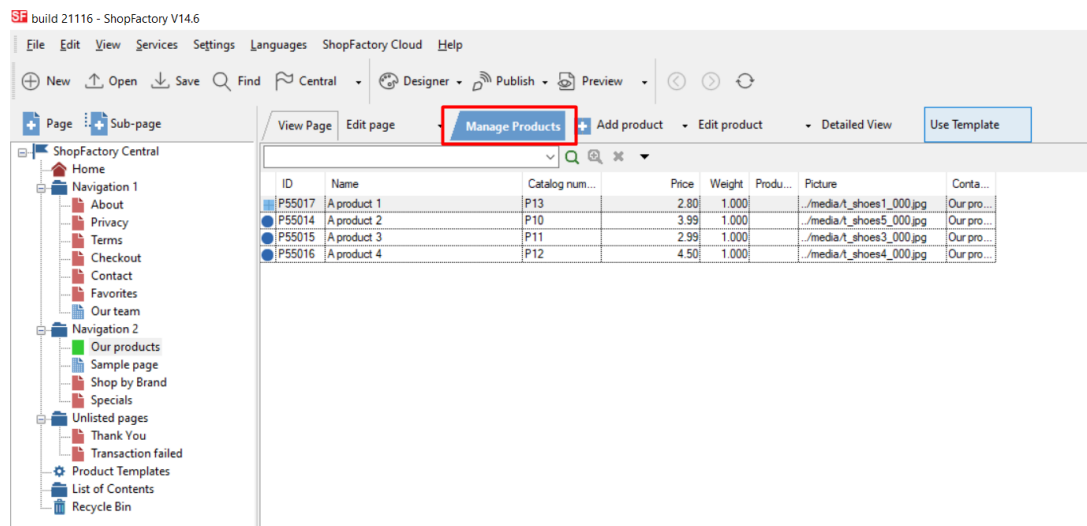 SF build 21116 - ShopFactory V14.6
File Edit View Services Settings Languages ShopFactory Cloud Help
New Open Save Find Central Designer Publish Preview
Page Sub-page View Page Edit page Manage Products Add product Edit product Detailed View Use Template
ShopFactory Central
Home
Navigation 1
About
Privacy
Terms
Checkout
Contact
Favorites
Our team
Navigation 2
Our products
Sample page
Shop by Brand
Specials
Unlisted pages
Thank You
Transaction failed
Product Templates
List of Contents
Recycle Bin
ID Name Catalog num... Price Weight Produ... Picture Conta...
P55017 A product 1 P13 2.80 1.000 ../media/t_shoes1_000.jpg Our pro...
P55014 A product 2 P10 3.99 1.000 ../media/t_shoes5_000.jpg Our pro...
P55015 A product 3 P11 2.99 1.000 ../media/t_shoes3_000.jpg Our pro...
P55016 A product 4 P12 4.50 1.000 ../media/t_shoes4_000.jpg Our pro...